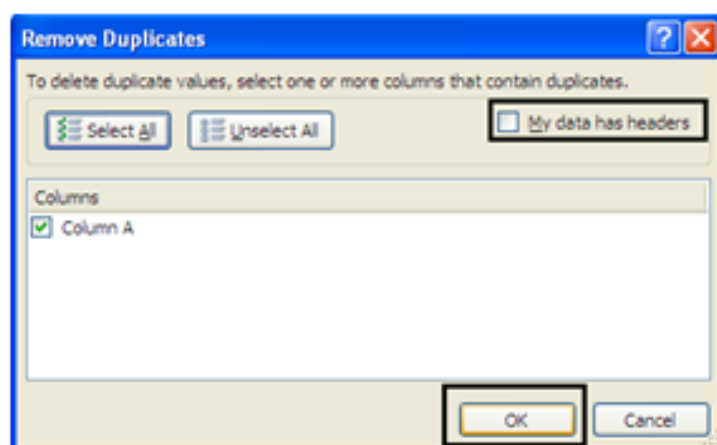 Remove Duplicates
To delete duplicate values, select one or more columns that contain duplicates.
Select All
Unselect All
My data has headers
Columns
Column A
OK
Cancel